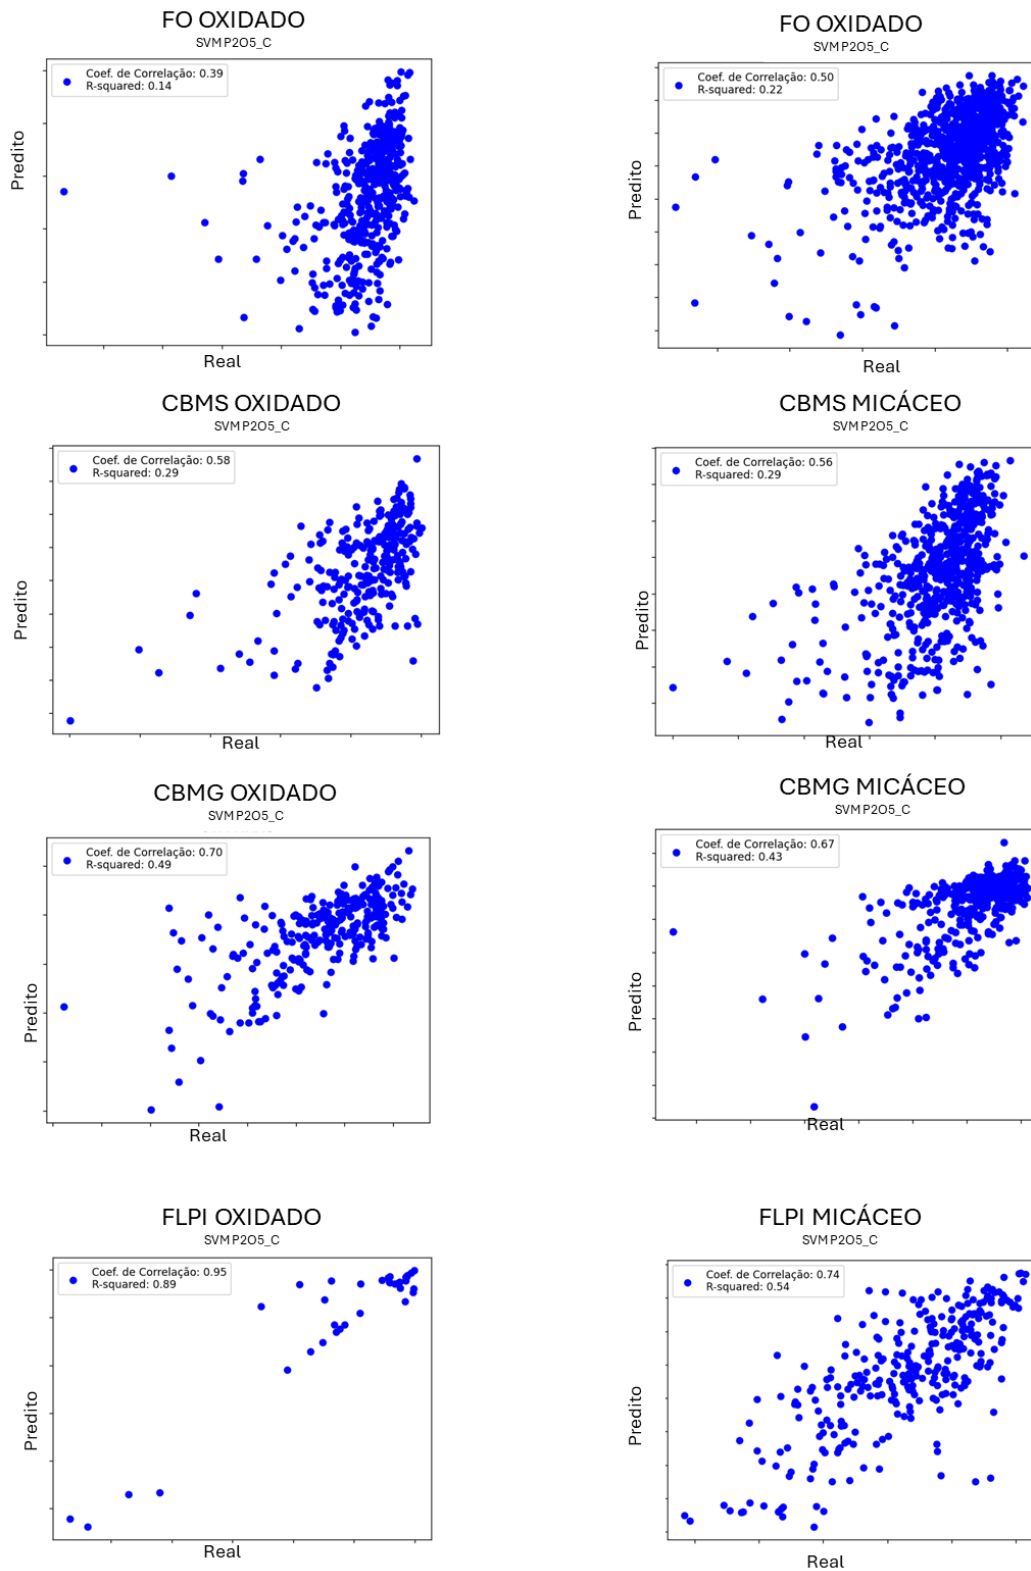 FO OXIDADO
SVM P2O5_C
Coef. de Correlação: 0.39
R-squared: 0.14
Predito
Real
FO OXIDADO
SVM P2O5_C
Coef. de Correlação: 0.50
R-squared: 0.22
Predito
Real
CBMS OXIDADO
SVM P2O5_C
Coef. de Correlação: 0.58
R-squared: 0.29
Predito
Real
CBMS MICÁCEO
SVM P2O5_C
Coef. de Correlação: 0.56
R-squared: 0.29
Predito
Real
CBMG OXIDADO
SVM P2O5_C
Coef. de Correlação: 0.70
R-squared: 0.49
Predito
Real
CBMG MICÁCEO
SVM P2O5_C
Coef. de Correlação: 0.67
R-squared: 0.43
Predito
Real
FLPI OXIDADO
SVM P2O5_C
Coef. de Correlação: 0.95
R-squared: 0.89
Predito
Real
FLPI MICÁCEO
SVM P2O5_C
Coef. de Correlação: 0.74
R-squared: 0.54
Predito
Real